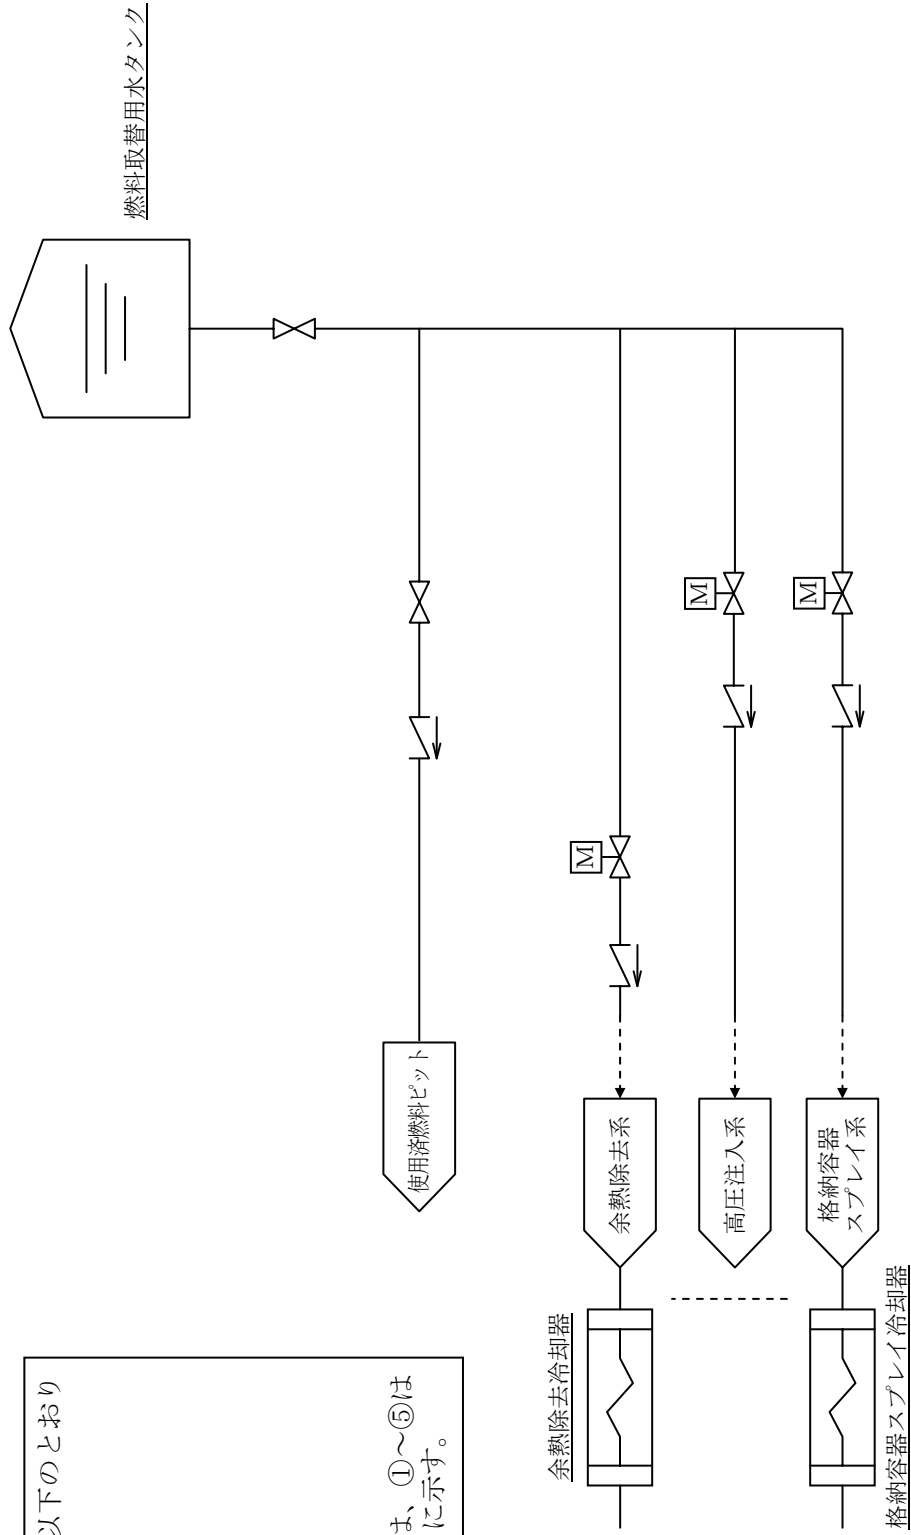 燃料取替用水タンク
使用済燃料ピット
M
余熱除去系
M
高圧注入系
M
格納容器
スプレイ系
余熱除去冷却器
格納容器スプレイ冷却器
以下のとおり
は、①～⑤は
に示す。